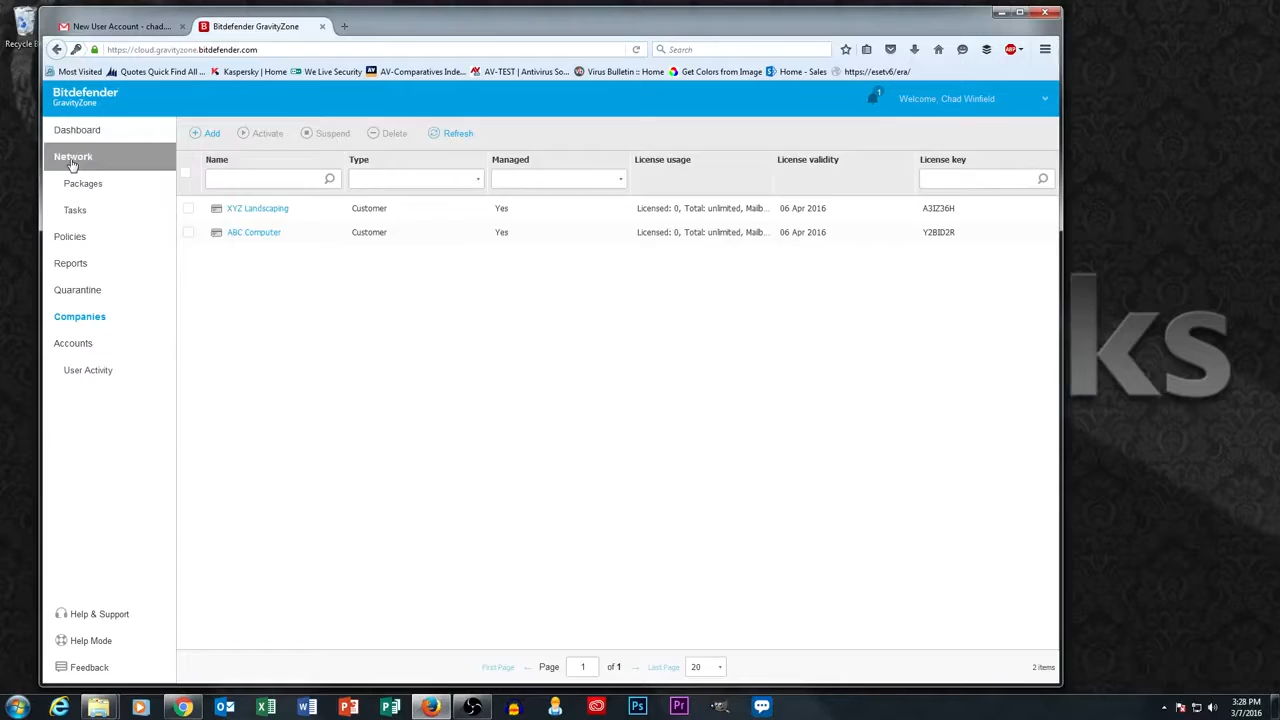 Recycle B
New User Account - chad....
Bitdefender GravityZone
https://cloud.gravityzone.bitdefender.com
Search
Most Visited
Quotes Quick Find All ...
Kaspersky | Home
We Live Security
AV-Comparatives Inde...
AV-TEST | Antivirus So...
Virus Bulletin :: Home
Get Colors from Image
Home - Sales
https://esetv6/era/
ABP
Bitdefender
GravityZone
1
Welcome, Chad Winfield
Dashboard
Network
Packages
Tasks
Policies
Reports
Quarantine
Companies
Accounts
User Activity
Help & Support
Help Mode
Feedback
Add
Activate
Suspend
Delete
Refresh
Name Type Managed License usage License validity License key
XYZ Landscaping Customer Yes Licensed: 0, Total: unlimited, Mailb... 06 Apr 2016 A3IZ36H
ABC Computer Customer Yes Licensed: 0, Total: unlimited, Mailb... 06 Apr 2016 Y2BID2R
First Page ← Page 1 of 1 → Last Page 20
2 items
ks
3:28 PM
3/7/2016